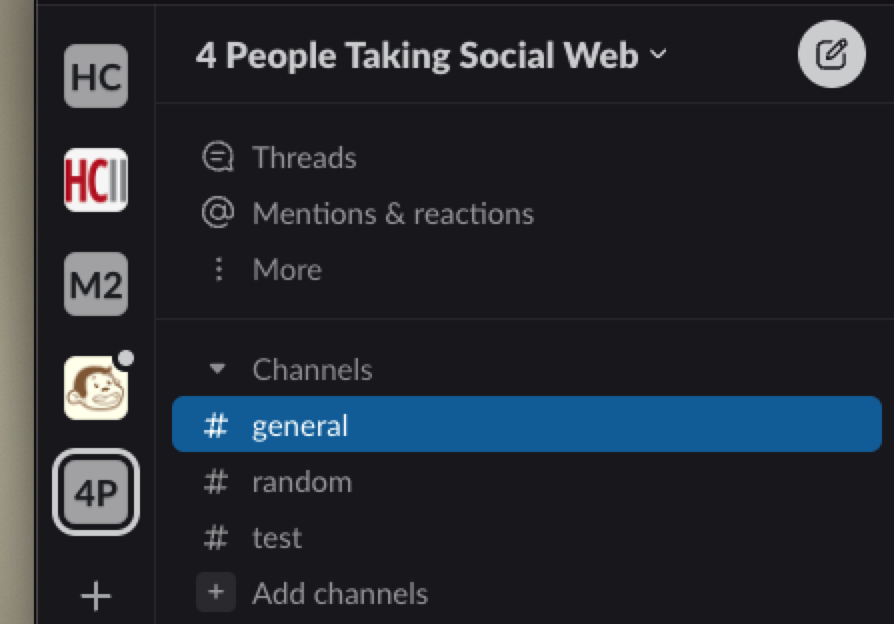 HC
HCII
M2
4P
4 People Taking Social Web
Threads
@ Mentions & reactions
More
Channels
# general
# random
# test
+ Add channels